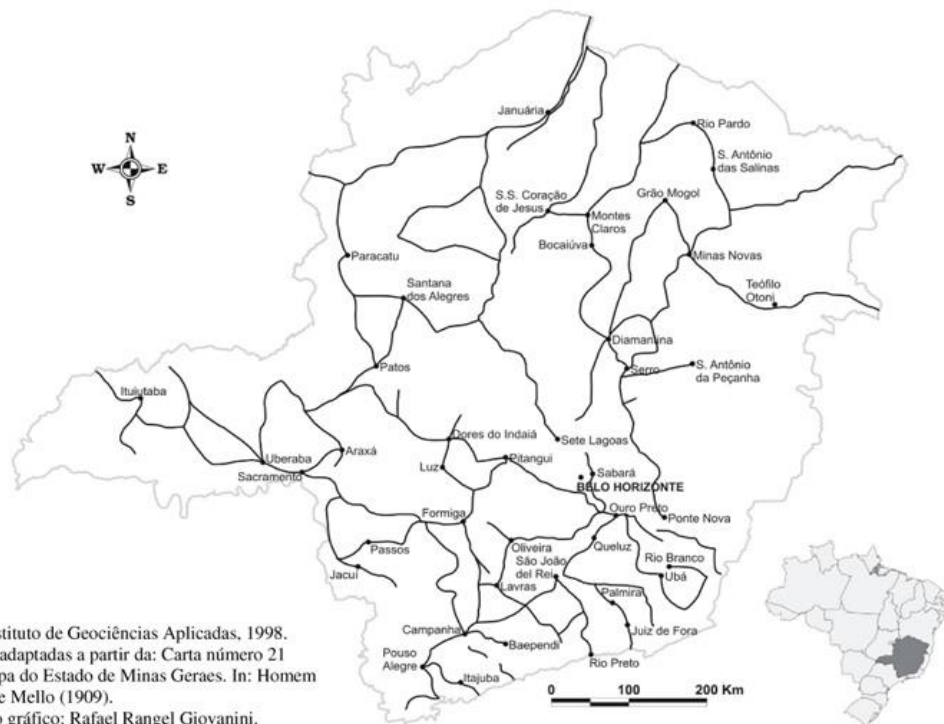 N
W
E
S
Januária
Rio Pardo
S. Antônio
das Salinas
Grão Mogol
S.S. Coração
de Jesus
Montes
Claros
Bocaiúva
Minas Novas
Paracatu
Santana
dos Alegres
Teófilo
Otoni
Diamantina
Serro
S. Antônio
da Peçanha
Patos
Ituiutaba
Dores do Indaiá
Sete Lagoas
Araxá
Uberaba
Luz
Pitangui
Sabará
Sacramento
BELO HORIZONTE
Ouro Preto
Ponte Nova
Formiga
Queluz
Oliveira
Passos
São João
del Rei
Rio Branco
Jacuí
Lavras
Ubá
Palmira
Campanha
Juiz de Fora
Baependi
Pouso
Alegre
Rio Preto
Itajuba
stituto de Geociências Aplicadas, 1998.
adaptadas a partir da: Carta número 21
pa do Estado de Minas Geraes. In: Homem
e Mello (1909).
o gráfico: Rafael Rangel Giovanini.
0 50 100 200 Km